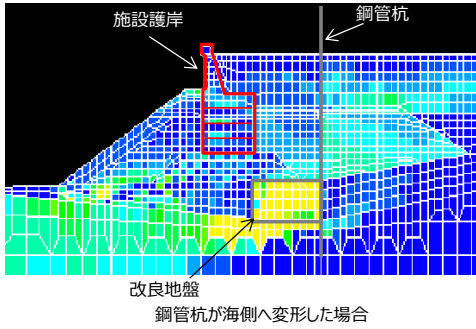 施設護岸
鋼管杭
改良地盤
鋼管杭が海側へ変形した場合